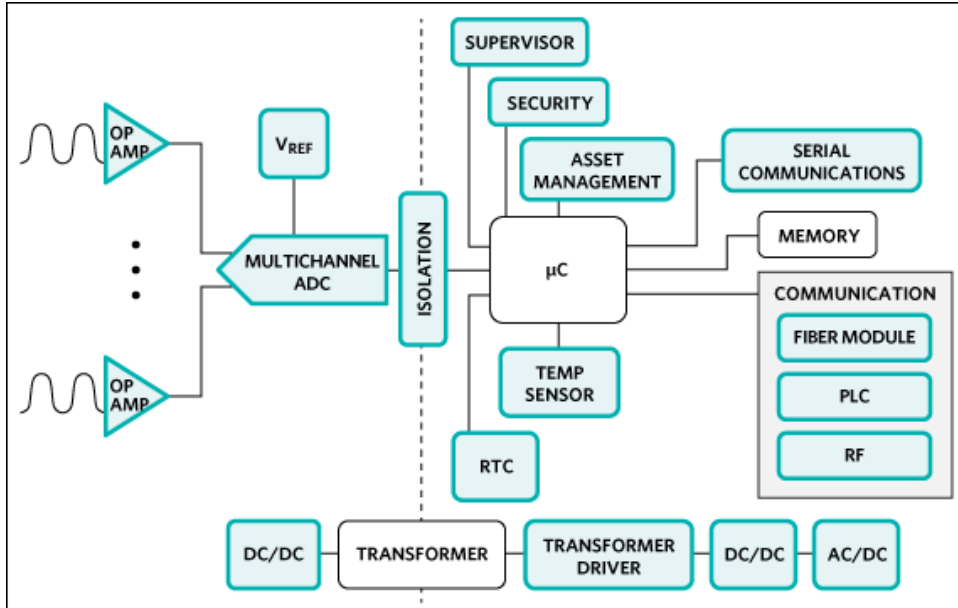 SUPERVISOR
SECURITY
ASSET
MANAGEMENT
SERIAL
COMMUNICATIONS
OP
AMP
VREF
MULTICHANNEL
ADC
ISOLATION
µC
MEMORY
COMMUNICATION
FIBER MODULE
PLC
RF
OP
AMP
TEMP
SENSOR
RTC
DC/DC
TRANSFORMER
TRANSFORMER
DRIVER
DC/DC
AC/DC